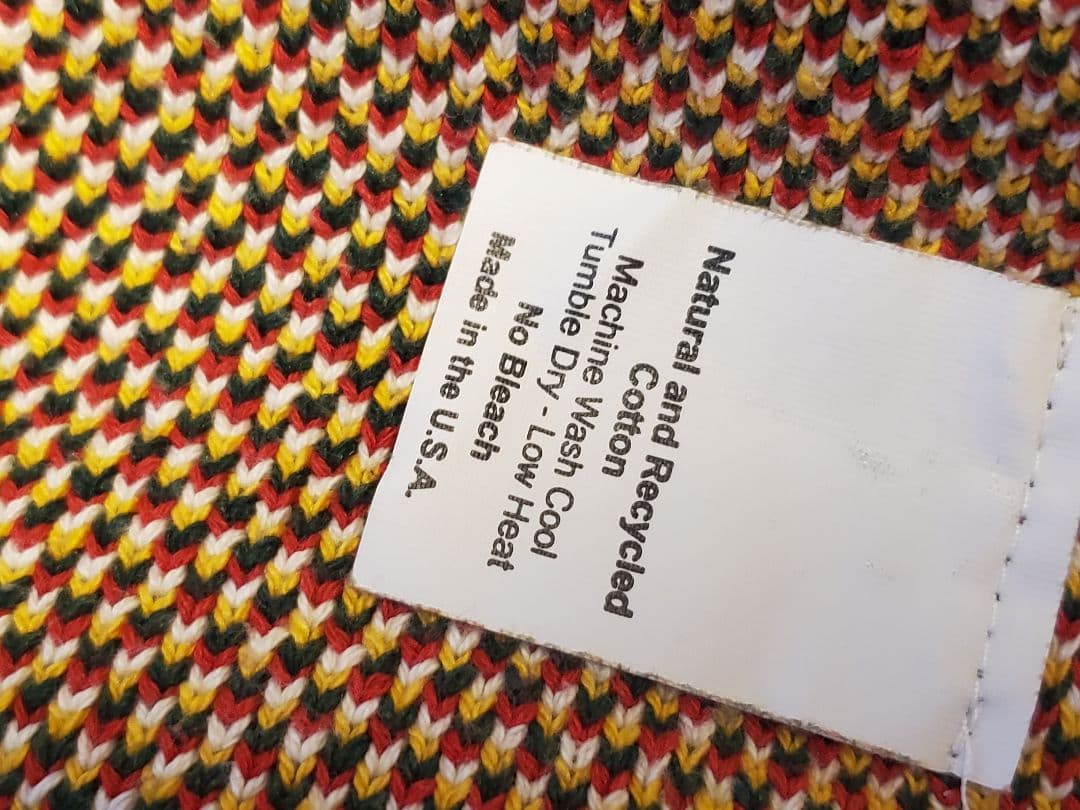 Natural and Recycled
Cotton
Machine Wash Cool
Tumble Dry - Low Heat
No Bleach
Made in the U.S.A.